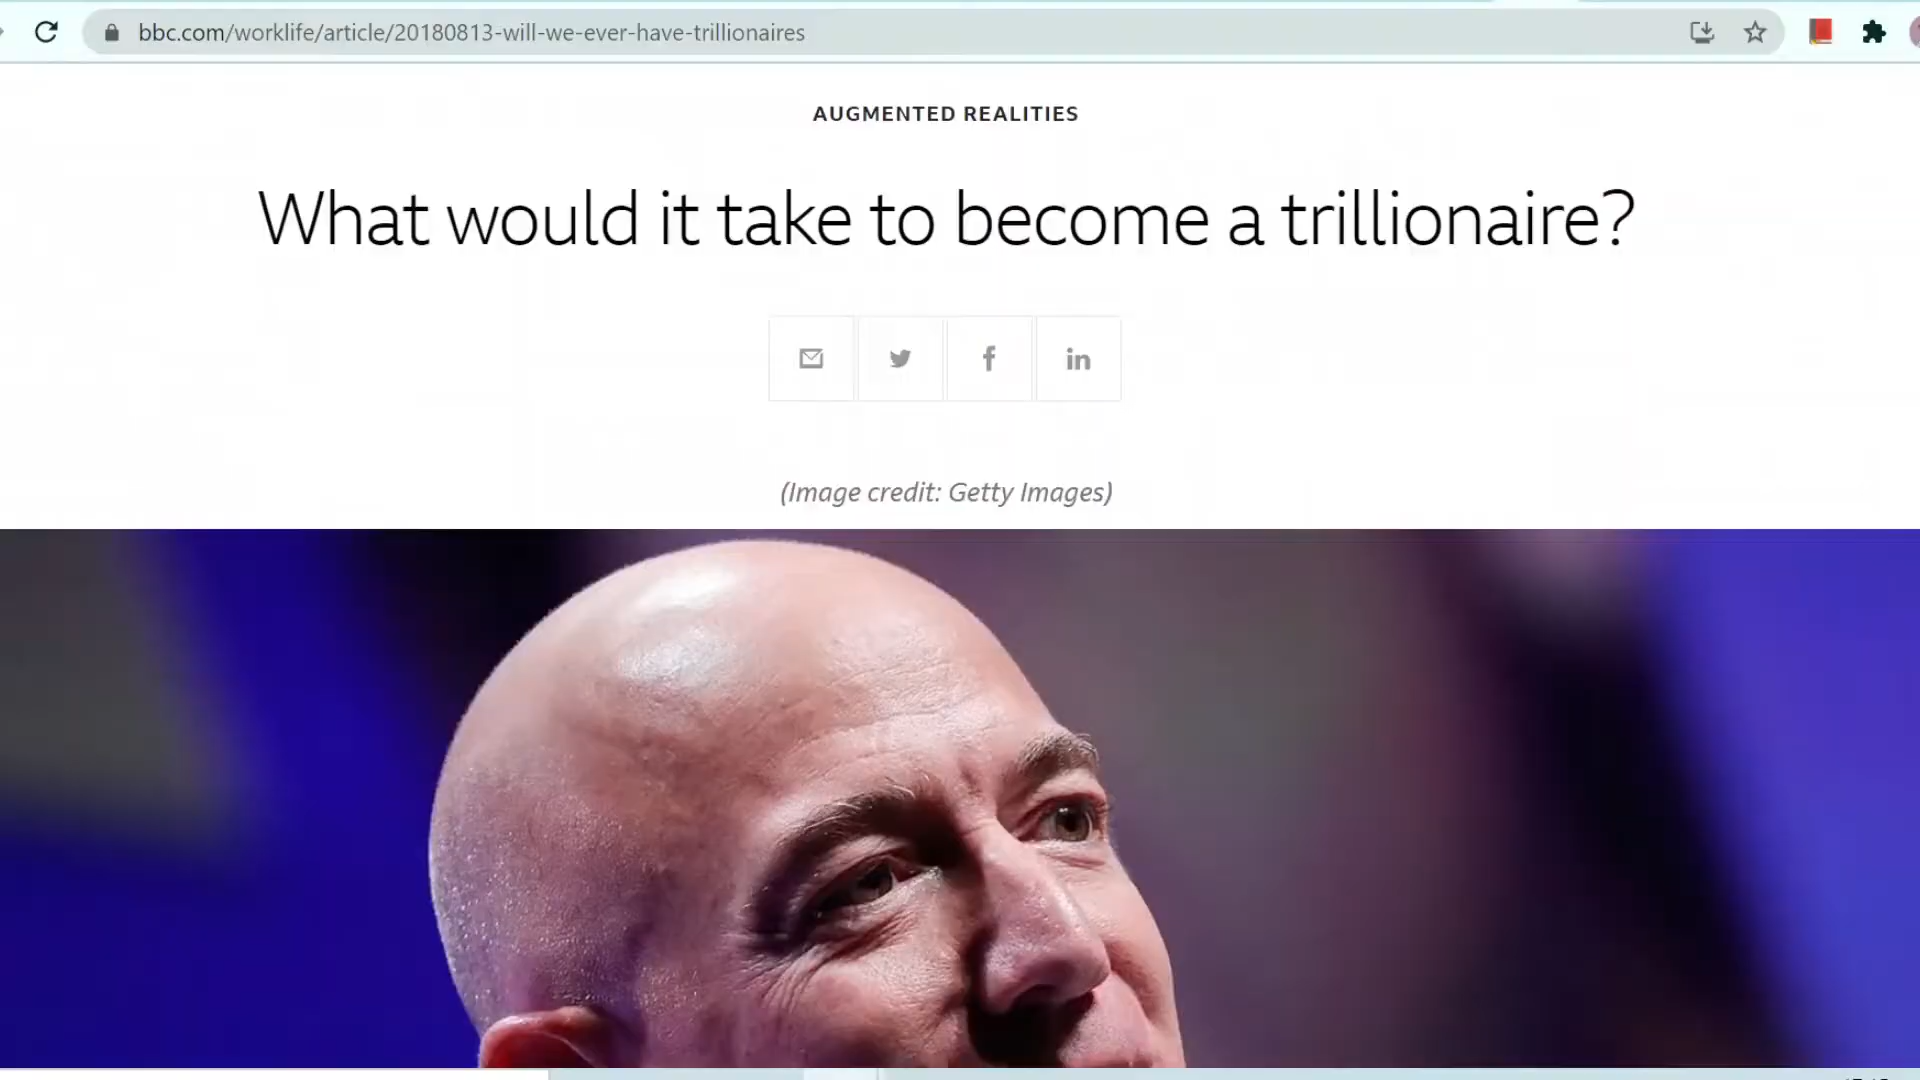 bbc.com/worklife/article/20180813-will-we-ever-have-trillionaires
AUGMENTED REALITIES
What would it take to become a trillionaire?
(Image credit: Getty Images)